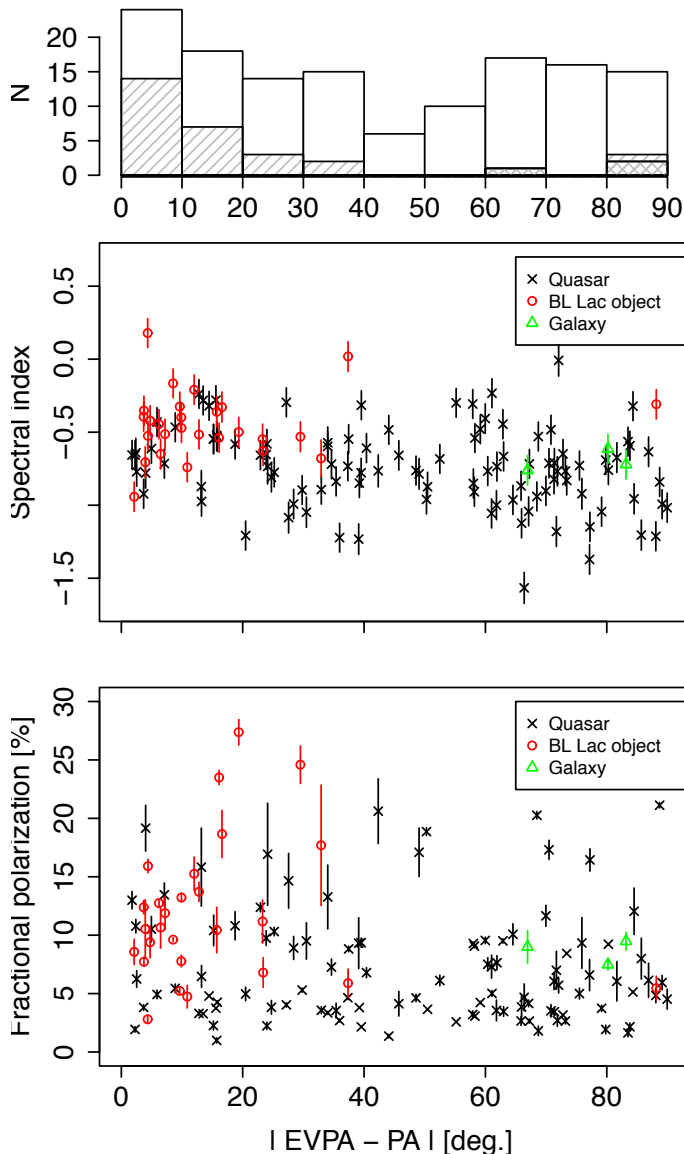 N
20
15
10
5
0
0 10 20 30 40 50 60 70 80 90
Spectral index
0.5
0.0
−0.5
−1.5
Quasar
BL Lac object
Galaxy
Fractional polarization [%]
30
25
20
15
10
5
0
Quasar
BL Lac object
Galaxy
0 20 40 60 80
| EVPA − PA | [deg.]